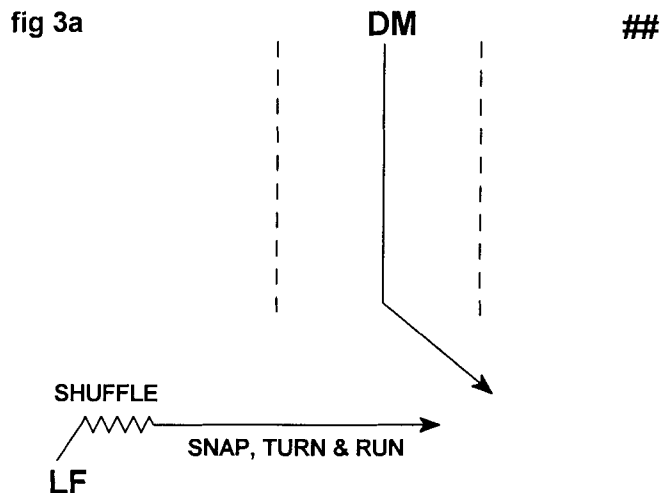 fig 3a
DM
##
SHUFFLE
SNAP, TURN & RUN
LF